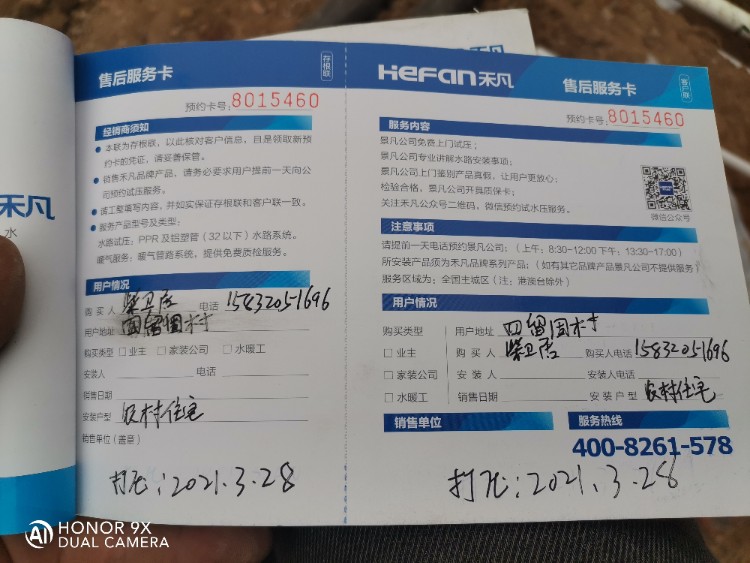 禾凡
水
售后服务卡
存根联
预约卡号:8015460
经销商须知
● 本联为存根联,以此核对客户信息,且是领取新预
约卡的凭证,请妥善保管。
● 销售禾凡品牌产品,请务必要求用户提前一天向公
司预约试压服务。
● 请工整填写内容,并如实保证存根联和客户联一致。
● 服务产品型号及类型:
水路试压:PPR 及铝塑管(32以下)水路系统。
暖气服务:暖气管路系统,提供免费质检服务。
用户情况
购买人 柴卫居 电话 15832051696
用户地址 四留固村
购买类型 □ 业主 □ 家装公司 □ 水暖工
安装人 电话
销售日期
安装户型 农村住宅
销售单位(盖章)
打压:2021.3.28
HeFan禾凡
售后服务卡
客户联
预约卡号:8015460
服务内容
景凡公司免费上门试压;
景凡公司专业讲解水路安装事项;
景凡公司上门鉴别产品真假,让用户更放心;
检验合格,景凡公司开具质保卡;
关注禾凡公众号二维码,微信预约试水压服务。
微信公众号
注意事项
请提前一天电话预约景凡公司;(上午:8:30-12:00 下午:13:30-17:00)
所安装产品须为禾凡品牌系列产品;(如有其它品牌产品景凡公司不提供服务)
服务区域为:全国主城区(注:港澳台除外)
用户情况
购买类型 用户地址 四留固村
□ 业主 购买人 柴卫居 购买人电话 15832051696
□ 家装公司 安装人 安装人电话
□ 水暖工 销售日期 安装户型 农村住宅
销售单位 服务热线
400-8261-578
打压:2021.3.28
HONOR 9X
DUAL CAMERA